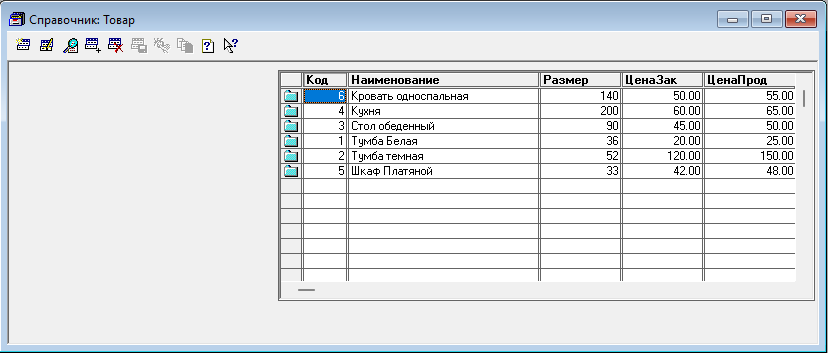 Справочник: Товар
Код Наименование Размер ЦенаЗак ЦенаПрод
6 Кровать односпальная 140 50.00 55.00
4 Кухня 200 60.00 65.00
3 Стол обеденный 90 45.00 50.00
1 Тумба Белая 36 20.00 25.00
2 Тумба темная 52 120.00 150.00
5 Шкаф Платяной 33 42.00 48.00